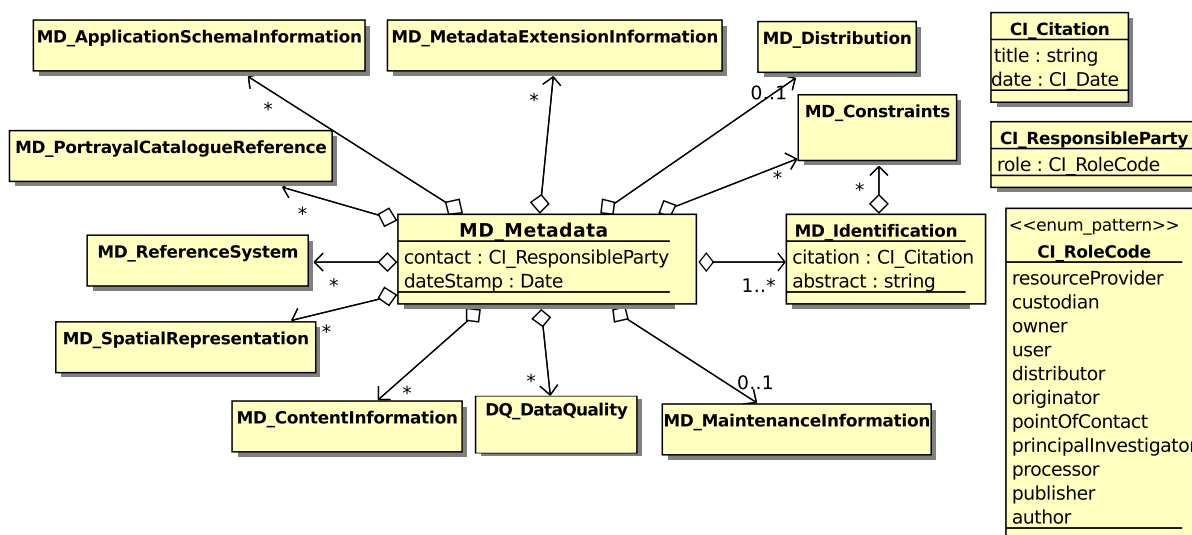 MD_ApplicationSchemaInformation
*
MD_MetadataExtensionInformation
*
MD_Distribution
0..1
MD_Constraints
*
*
CI_Citation
title : string
date : CI_Date
CI_ResponsibleParty
role : CI_RoleCode
MD_PortrayalCatalogueReference
*
MD_ReferenceSystem
*
MD_SpatialRepresentation
*
MD_Metadata
contact : CI_ResponsibleParty
dateStamp : Date
1..*
MD_Identification
citation : CI_Citation
abstract : string
MD_ContentInformation
*
DQ_DataQuality
*
MD_MaintenanceInformation
0..1
<<enum_pattern>>
CI_RoleCode
resourceProvider
custodian
owner
user
distributor
originator
pointOfContact
principalInvestigator
processor
publisher
author